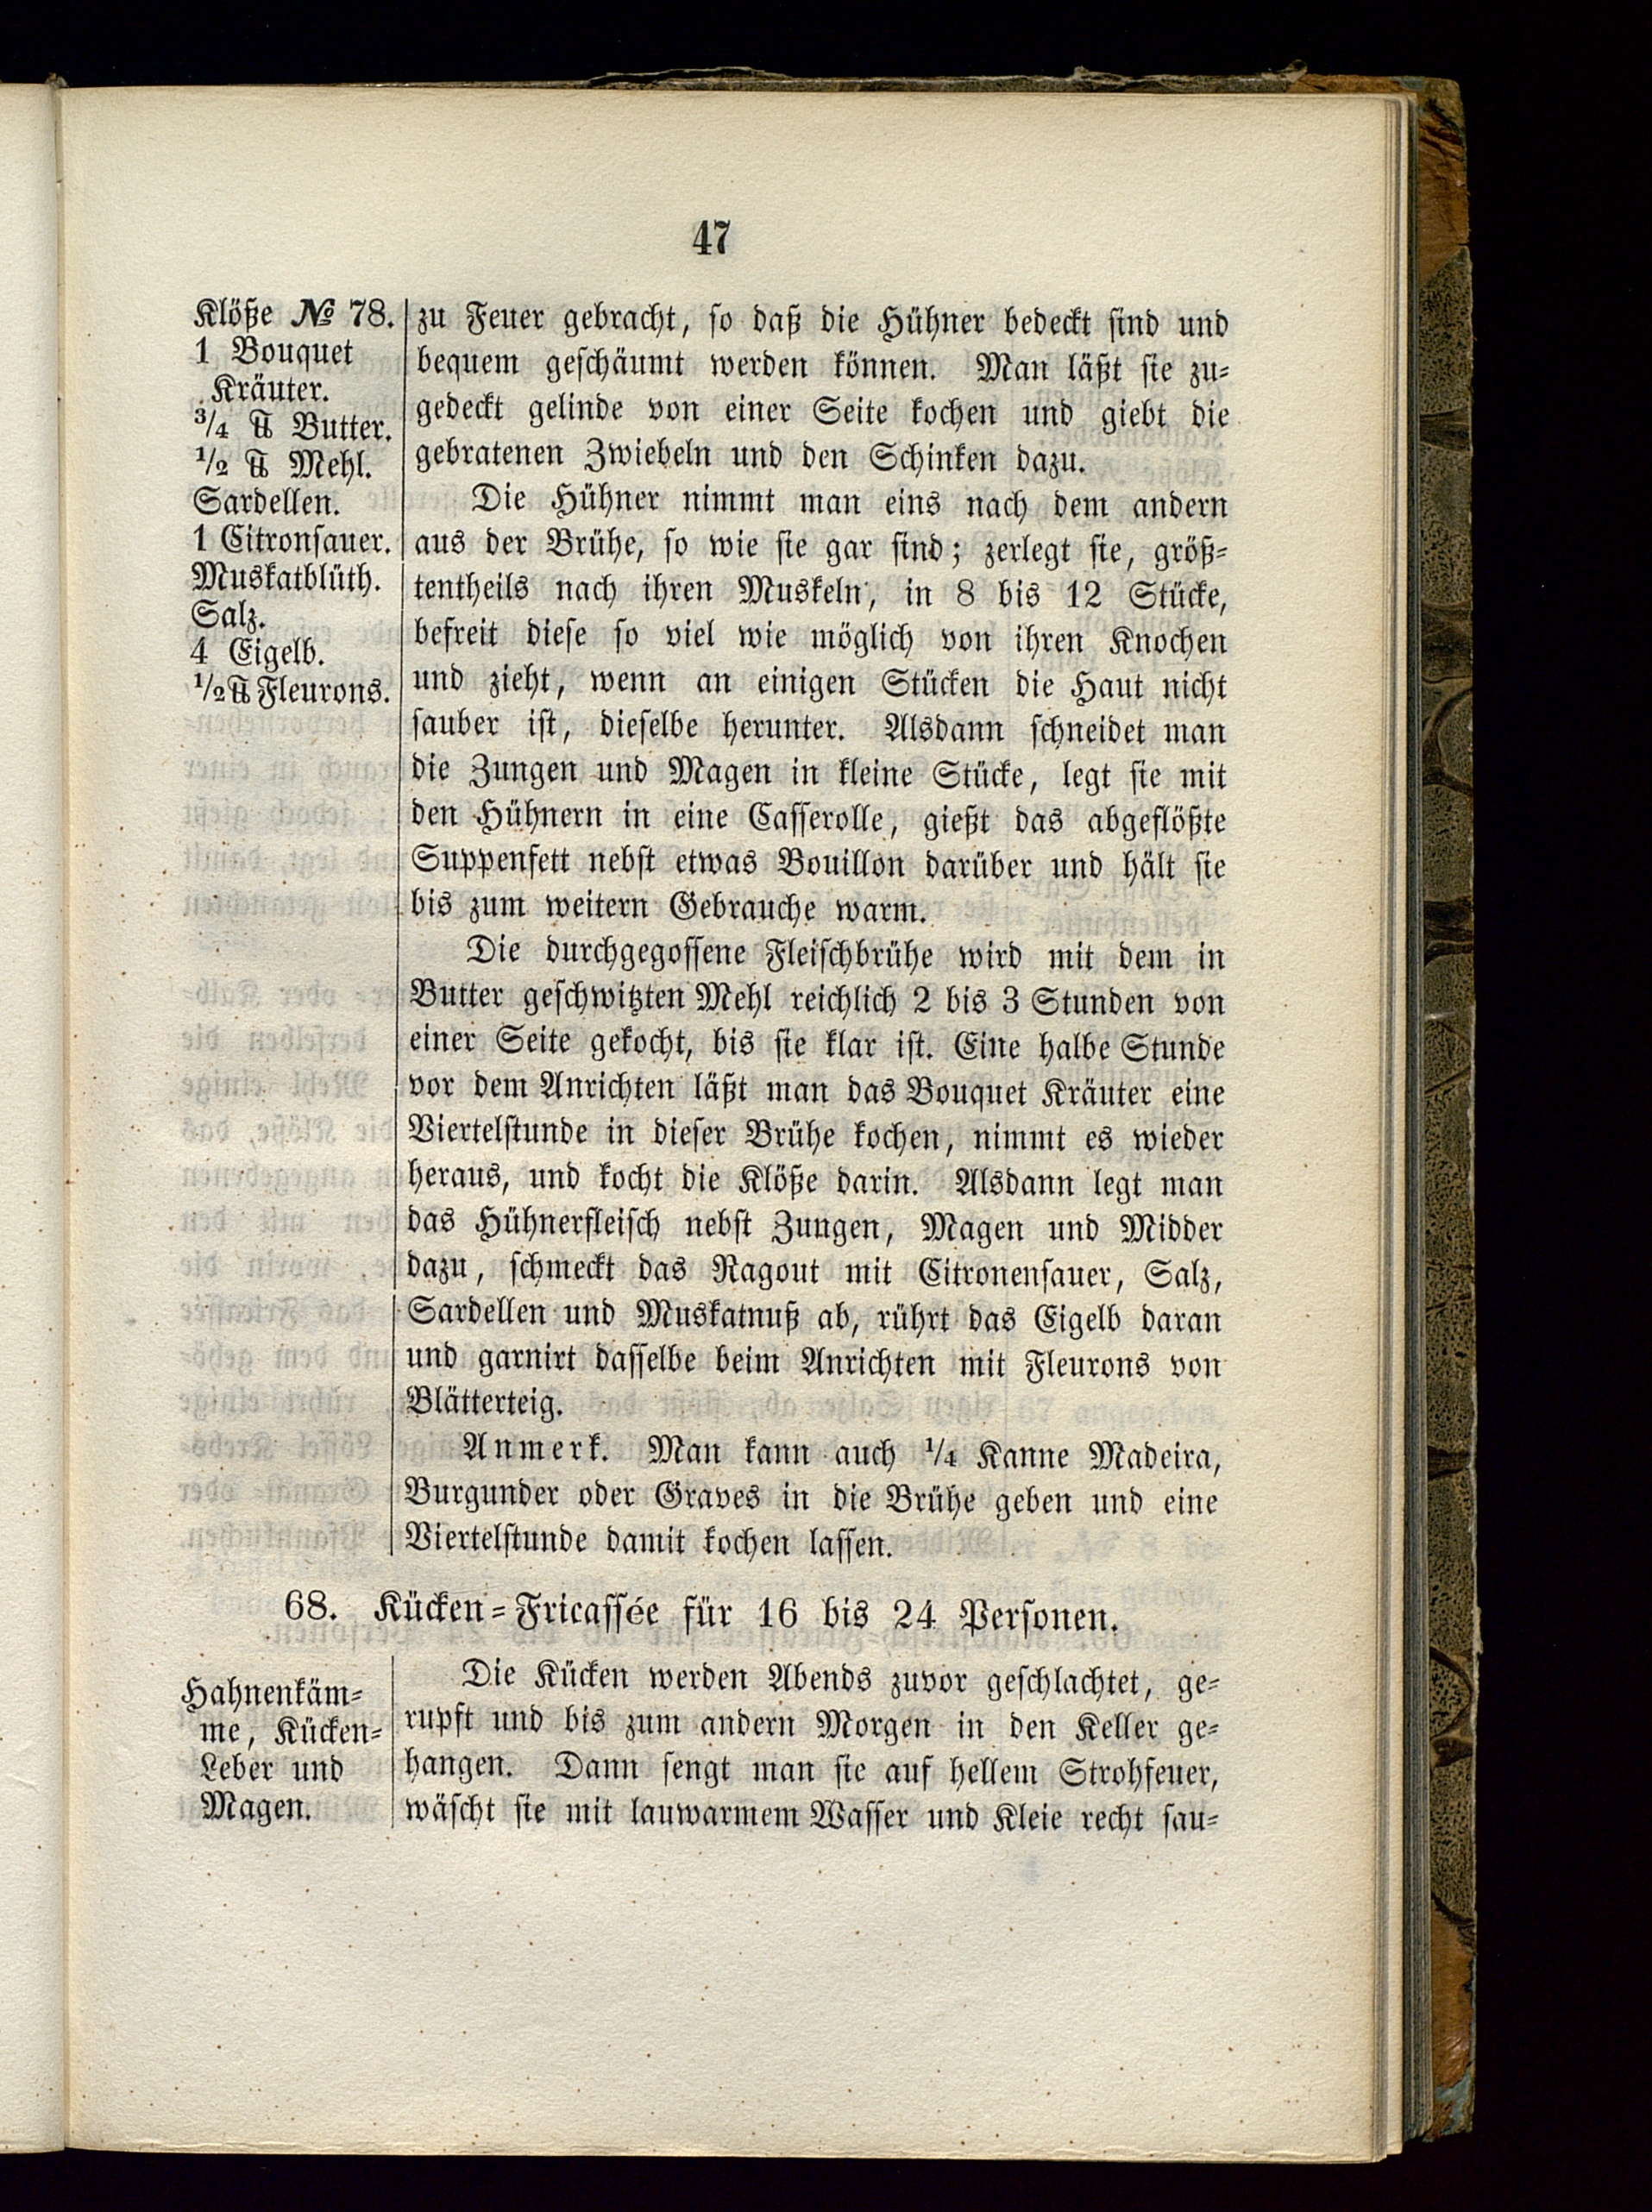 47
Klöße № 78.
1 Bouquet
Kräuter.
3/4 ℔ Butter.
1/2 ℔ Mehl.
Sardellen.
1 Citronsauer.
Muskatblüth.
Salz.
4 Eigelb.
1/2 ℔ Fleurons.
zu Feuer gebracht, so daß die Hühner bedeckt sind und
bequem geschäumt werden können. Man läßt sie zu-
gedeckt gelinde von einer Seite kochen und giebt die
gebratenen Zwiebeln und den Schinken dazu.
Die Hühner nimmt man eins nach dem andern
aus der Brühe, so wie sie gar sind; zerlegt sie, größ-
tentheils nach ihren Muskeln, in 8 bis 12 Stücke,
befreit diese so viel wie möglich von ihren Knochen
und zieht, wenn an einigen Stücken die Haut nicht
sauber ist, dieselbe herunter. Alsdann schneidet man
die Zungen und Magen in kleine Stücke, legt sie mit
den Hühnern in eine Casserolle, gießt das abgeflößte
Suppenfett nebst etwas Bouillon darüber und hält sie
bis zum weitern Gebrauche warm.
Die durchgegossene Fleischbrühe wird mit dem in
Butter geschwitzten Mehl reichlich 2 bis 3 Stunden von
einer Seite gekocht, bis sie klar ist. Eine halbe Stunde
vor dem Anrichten läßt man das Bouquet Kräuter eine
Viertelstunde in dieser Brühe kochen, nimmt es wieder
heraus, und kocht die Klöße darin. Alsdann legt man
das Hühnerfleisch nebst Zungen, Magen und Midder
dazu, schmeckt das Ragout mit Citronensauer, Salz,
Sardellen und Muskatnuß ab, rührt das Eigelb daran
und garnirt dasselbe beim Anrichten mit Fleurons von
Blätterteig.
Anmerk. Man kann auch 1/4 Kanne Madeira,
Burgunder oder Graves in die Brühe geben und eine
Viertelstunde damit kochen lassen.
68. Kücken-Fricassée für 16 bis 24 Personen.
Hahnenkäm-
me, Kücken-
Leber und
Magen.
Die Kücken werden Abends zuvor geschlachtet, ge-
rupft und bis zum andern Morgen in den Keller ge-
hangen. Dann sengt man sie auf hellem Strohfeuer,
wäscht sie mit lauwarmem Wasser und Kleie recht sau-